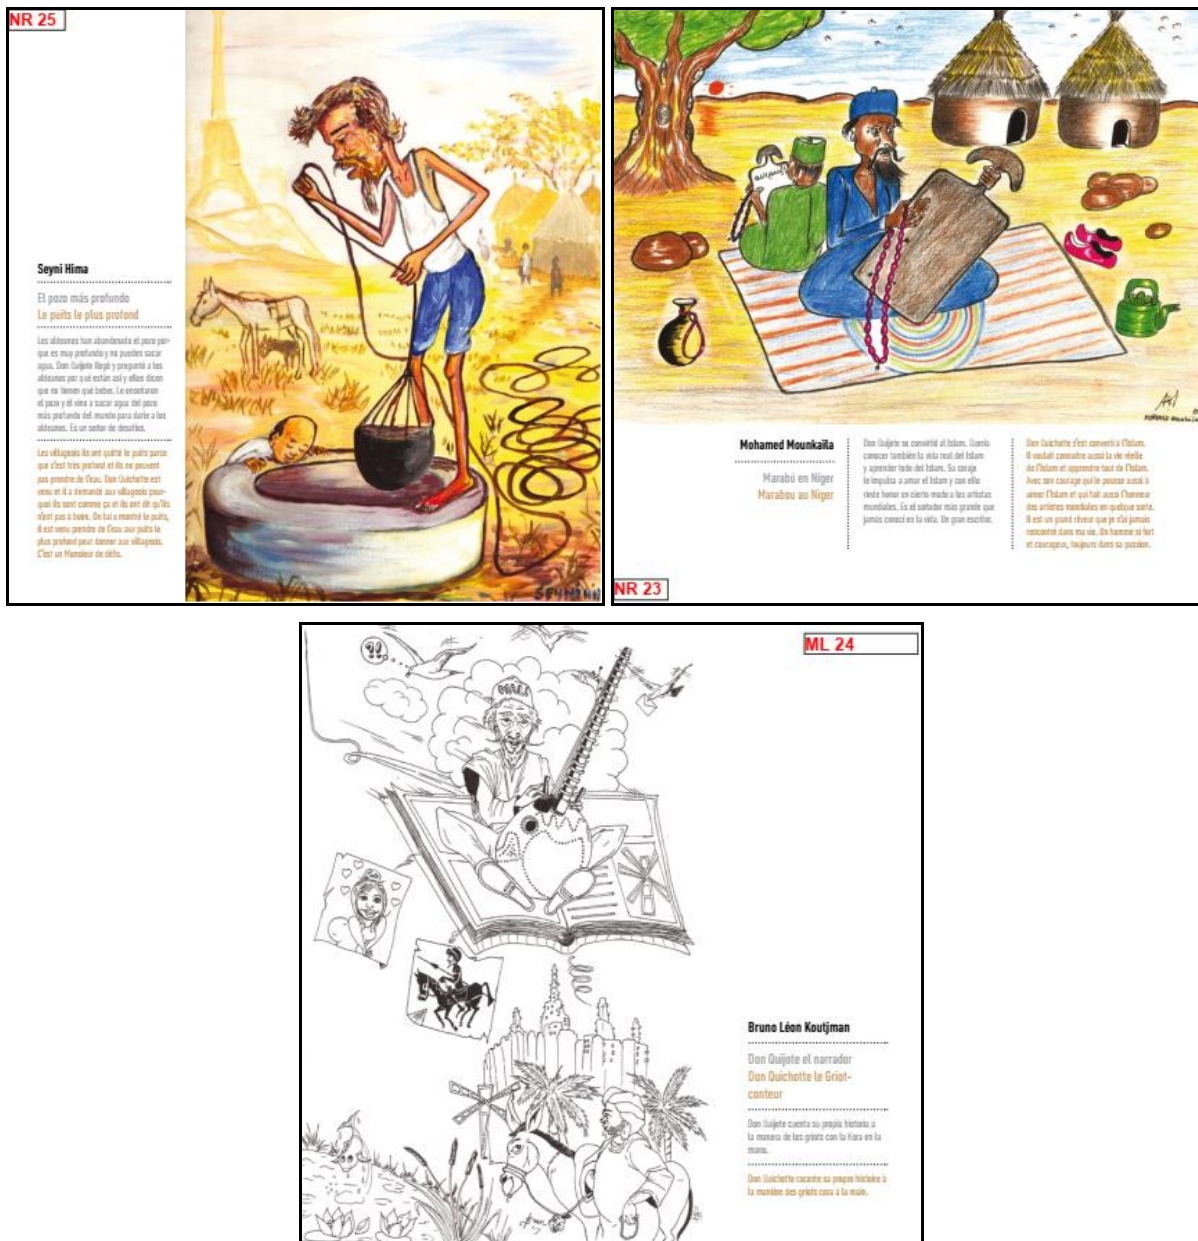 NR 25
Seyni Hima
El pozo más profundo
Le puits le plus profond
Los aldeanos han abandonado el pozo por-
que es muy profundo y no pueden sacar
agua. Don Quijote llegó y preguntó a los
aldeanos por qué están así y ellos dicen
que no tienen qué beber. Le enseñaron
el pozo y él vino a sacar agua del pozo
más profundo del mundo para darle a los
aldeanos. Es un señor de desafíos.
Les villageois ils ont quitté le puits parce
que c'est très profond et ils ne peuvent
pas prendre de l'eau. Don Quichotte est
venu et il a demandé aux villageois pour-
quoi ils sont comme ça et ils ont dit qu'ils
n'ont pas à boire. On lui a montré le puits,
il est venu prendre de l'eau aux puits le
plus profond pour donner aux villageois.
C'est un Monsieur de défis.
SEYNI HIMA
NR 23
Mohamed Mounkaïla
Marabú en Níger
Marabou au Niger
Don Quijote se convirtió al Islam. Quería
conocer también la vida real del Islam
y aprender todo del Islam. Su coraje
le impulsa a amar el Islam y con ello
rinde honor en cierto modo a los artistas
mundiales. Es el soñador más grande que
jamás conocí en la vida. Un gran escritor.
Don Quichotte s'est converti à l'Islam.
Il voulait connaitre aussi la vie réelle
de l'Islam et apprendre tout de l'Islam.
Avec son courage qui le pousse aussi à
aimer l'Islam et qui fait aussi l'honneur
des artistes mondiales en quelque sorte.
Il est un grand rêveur que je n'ai jamais
rencontré dans ma vie. Un homme si fort
et courageux, toujours dans sa passion.
ML 24
?!.
MALI
Bruno Léon Koutjman
Don Quijote el narrador
Don Quichotte le Griot-
conteur
Don Quijote cuenta su propia historia a
la manera de los griots con la Kora en la
mano.
Don Quichotte raconte sa propre histoire à
la manière des griots cora à la main.